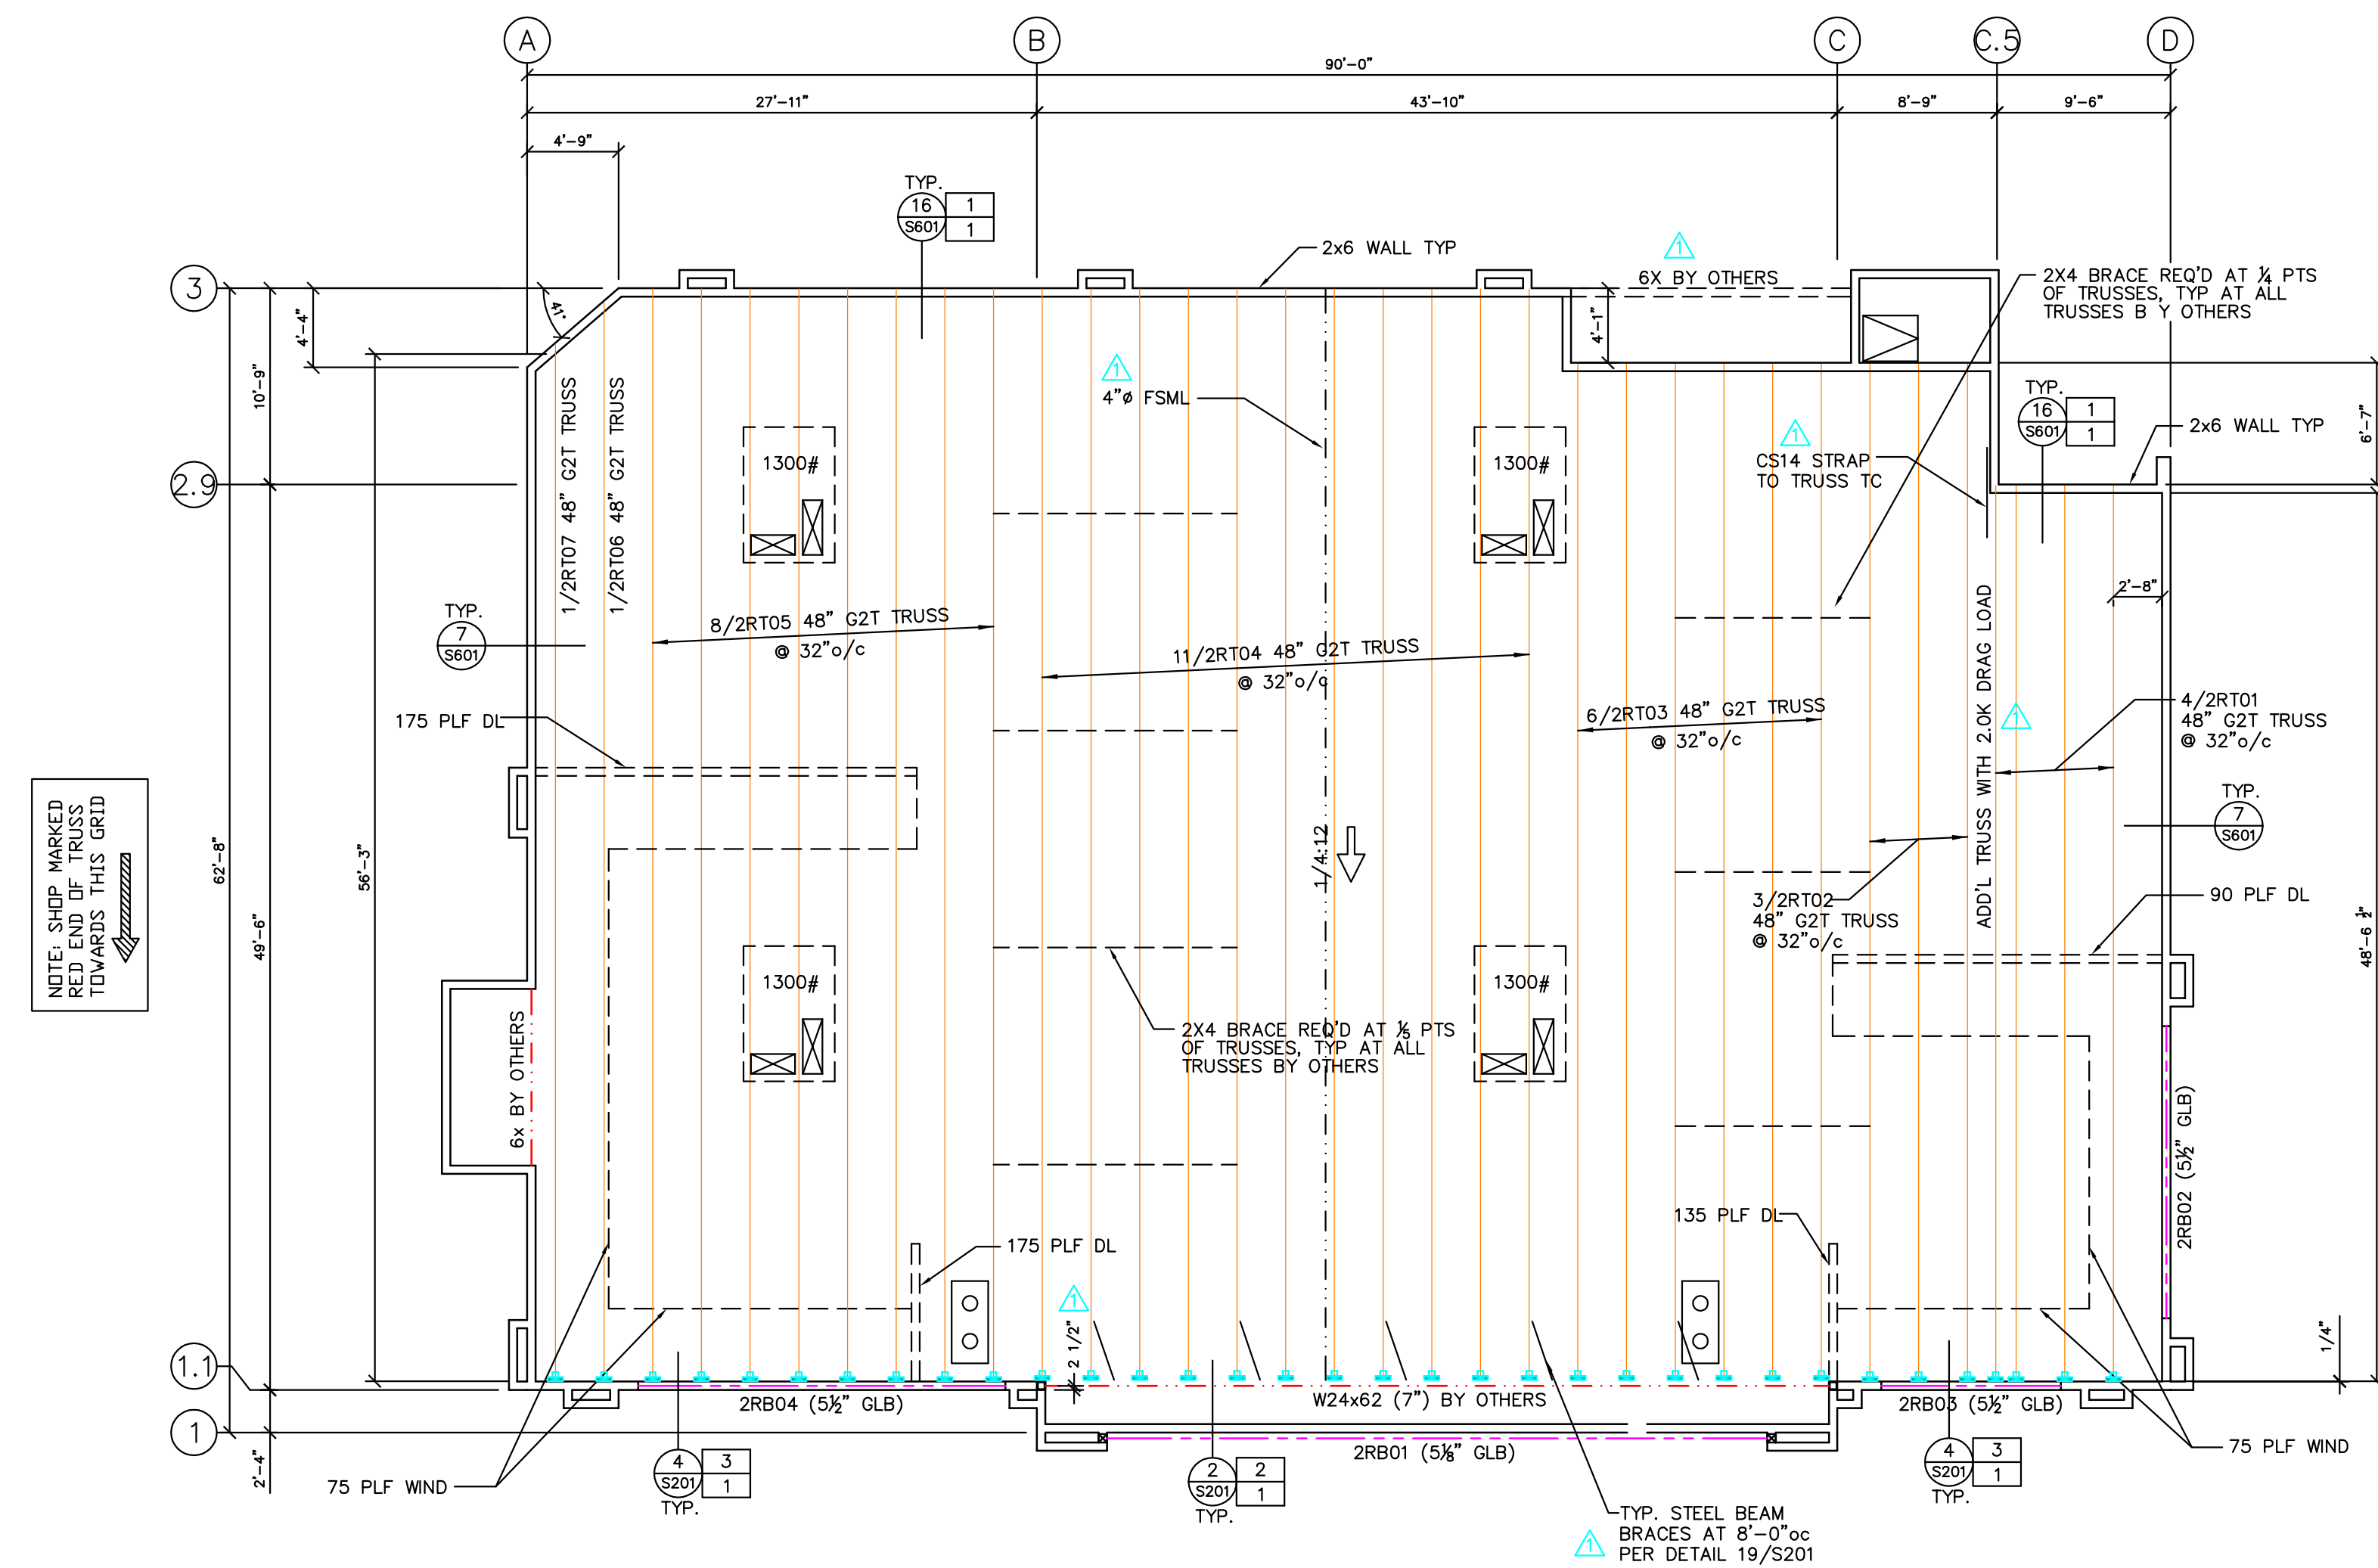 A
B
C
C.5
D
90'-0"
27'-11"
43'-10"
8'-9"
9'-6"
4'-9"
TYP.
16
S601
1
1
2x6 WALL TYP
1
6X BY OTHERS
2X4 BRACE REQ'D AT ¼ PTS
OF TRUSSES, TYP AT ALL
TRUSSES B Y OTHERS
3
41°
4'-4"
4'-1"
10'-9"
1
4"ø FSML
1
CS14 STRAP
TO TRUSS TC
TYP.
16
S601
1
1
2x6 WALL TYP
6'-7"
2.9
1300#
1300#
1/2RT07 48" G2T TRUSS
1/2RT06 48" G2T TRUSS
TYP.
7
S601
8/2RT05 48" G2T TRUSS
@ 32"o/c
11/2RT04 48" G2T TRUSS
@ 32"o/c
6/2RT03 48" G2T TRUSS
@ 32"o/c
2'-8"
ADD'L TRUSS WITH 2.0K DRAG LOAD
1
4/2RT01
48" G2T TRUSS
@ 32"o/c
175 PLF DL
TYP.
7
S601
NOTE: SHOP MARKED
RED END OF TRUSS
TOWARDS THIS GRID
62'-8"
49'-6"
56'-3"
1/4:12
3/2RT02
48" G2T TRUSS
@ 32"o/c
90 PLF DL
48'-6 ½"
1300#
1300#
6x BY OTHERS
2X4 BRACE REQ'D AT ⅕ PTS
OF TRUSSES, TYP AT ALL
TRUSSES BY OTHERS
2RB02 (5½" GLB)
175 PLF DL
135 PLF DL
1
2 1/2"
1/4"
1.1
1
2'-4"
2RB04 (5½" GLB)
W24x62 (7") BY OTHERS
2RB03 (5½" GLB)
2RB01 (5⅛" GLB)
75 PLF WIND
75 PLF WIND
4
S201
3
1
TYP.
2
S201
2
1
TYP.
4
S201
3
1
TYP.
1
TYP. STEEL BEAM
BRACES AT 8'-0"oc
PER DETAIL 19/S201